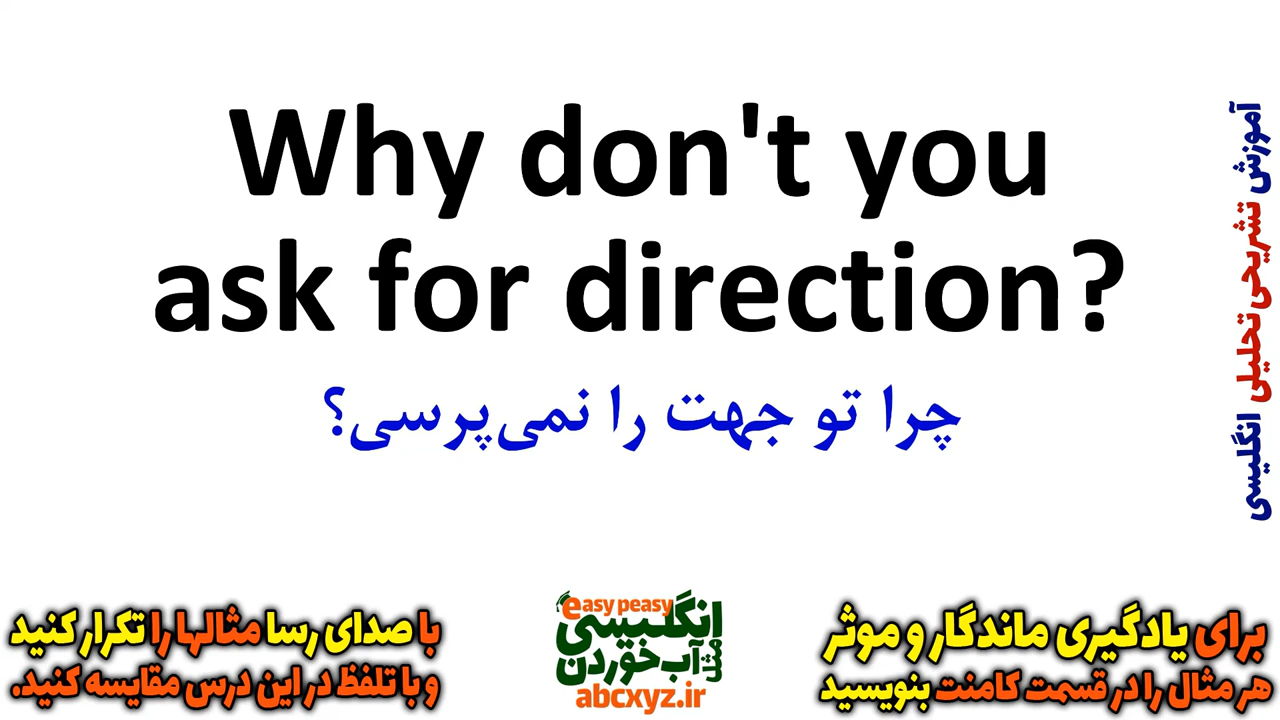 Why don't you
ask for direction?
چرا تو جهت را نمی‌پرسی؟
آموزش تشریحی تحلیلی انگلیسی
با صدای رسا مثالها را تکرار کنید
و با تلفظ در این درس مقایسه کنید.
easy peasy
انگلیسی
مثل آب خوردن
abcxyz.ir
برای یادگیری ماندگار و موثر
هر مثال را در قسمت کامنت بنویسید